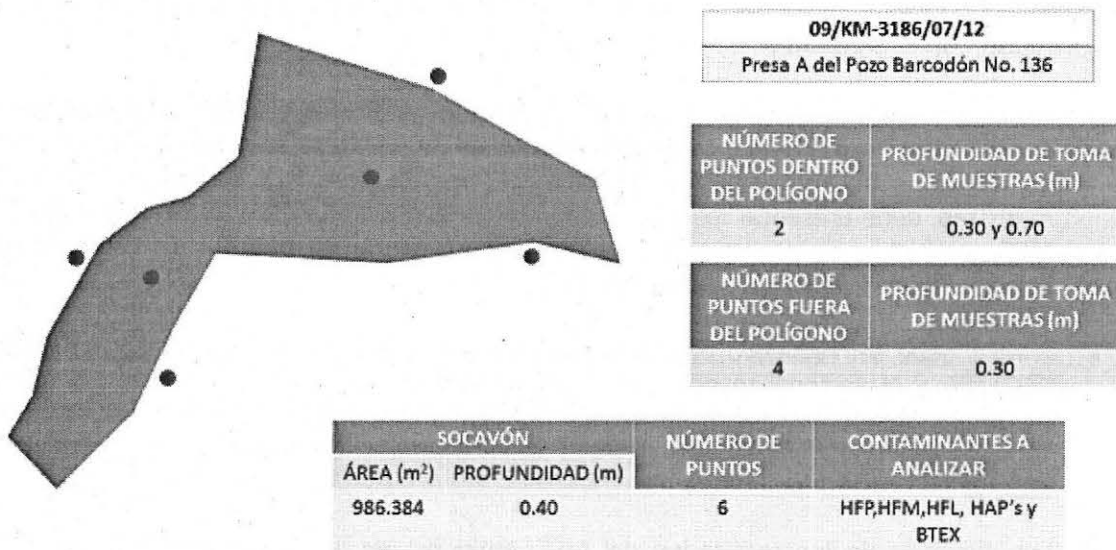 09/KM-3186/07/12
Presa A del Pozo Barcodón No. 136
NÚMERO DE PUNTOS DENTRO DEL POLÍGONO
PROFUNDIDAD DE TOMA DE MUESTRAS (m)
2
0.30 y 0.70
NÚMERO DE PUNTOS FUERA DEL POLÍGONO
PROFUNDIDAD DE TOMA DE MUESTRAS (m)
4
0.30
SOCAVÓN
NÚMERO DE PUNTOS
CONTAMINANTES A ANALIZAR
ÁREA (m²)
PROFUNDIDAD (m)
986.384
0.40
6
HFP,HFM,HFL, HAP's y
BTEX